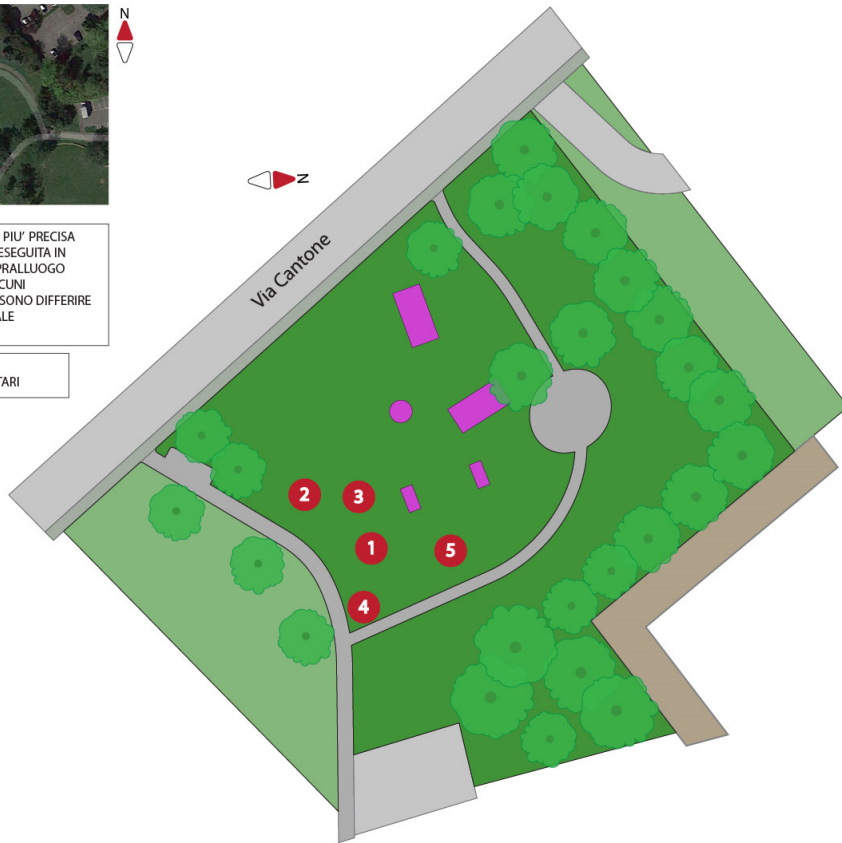 N
PIU’ PRECISA
ESEGUITA IN
PRALLUOGO
CUNI
SONO DIFFERIRE
ALE
TARI
N
Via Cantone
2
3
1
5
4